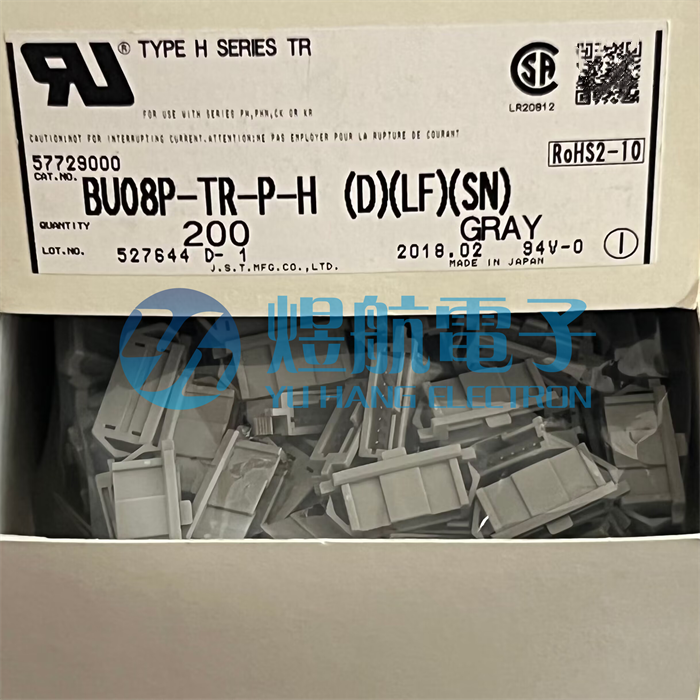 TYPE H SERIES TR
LR20812
FOR USE WITH SERIES PH,PHR,CK OR KR
CAUTION:NOT FOR INTERRUPTING CURRENT.ATTENTION:NE PAS EMPLOYER POUR LA RUPTURE DE COURANT
57729000
RoHS2-10
CAT.NO. BU08P-TR-P-H (D)(LF)(SN)
QUANTITY 200 GRAY
LOT.NO. 527644 D- 1 2018.02 94V-0
J.S.T.MFG.CO.,LTD. MADE IN JAPAN
煜航電子
YU HANG ELECTRON